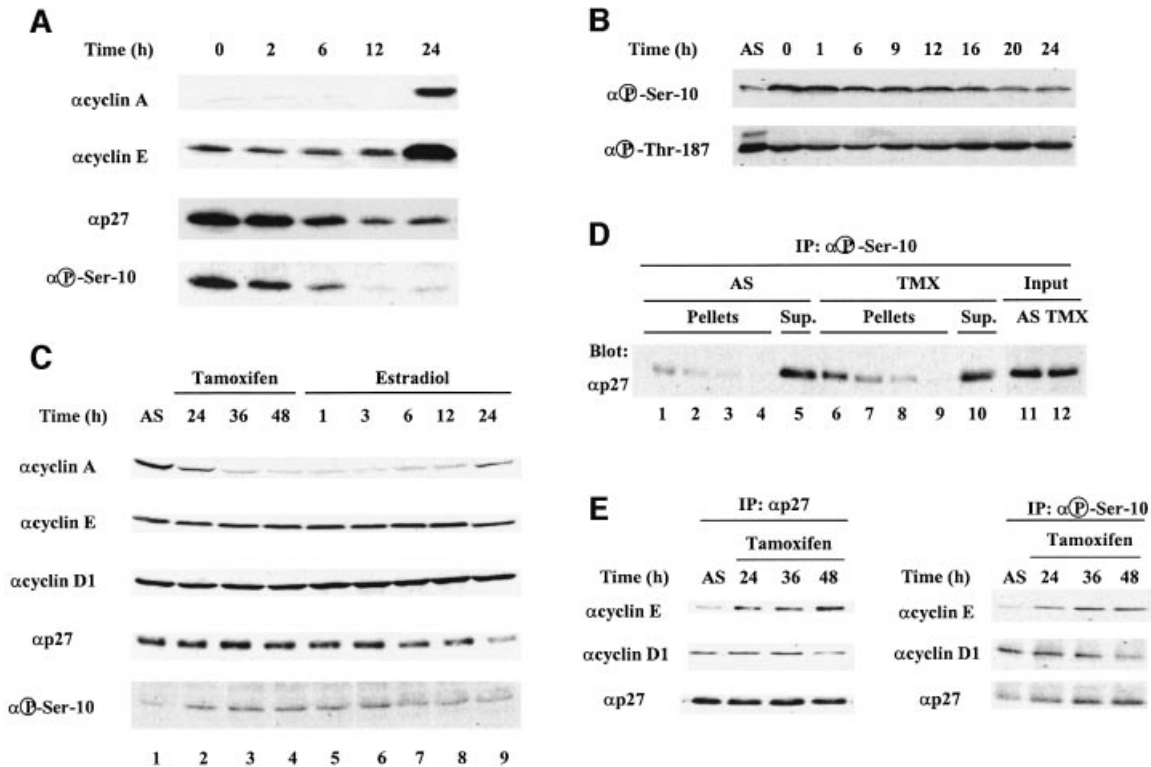 A
Time (h) 0 2 6 12 24
αcyclin A
αcyclin E
αp27
αⓅ-Ser-10
B
Time (h) AS 0 1 6 9 12 16 20 24
αⓅ-Ser-10
αⓅ-Thr-187
C
Tamoxifen Estradiol
Time (h) AS 24 36 48 1 3 6 12 24
αcyclin A
αcyclin E
αcyclin D1
αp27
αⓅ-Ser-10
1 2 3 4 5 6 7 8 9
D
IP: αⓅ-Ser-10
AS TMX Input
Pellets Sup. Pellets Sup. AS TMX
Blot:
αp27
1 2 3 4 5 6 7 8 9 10 11 12
E
IP: αp27
Tamoxifen
Time (h) AS 24 36 48
αcyclin E
αcyclin D1
αp27
IP: αⓅ-Ser-10
Tamoxifen
Time (h) AS 24 36 48
αcyclin E
αcyclin D1
αp27